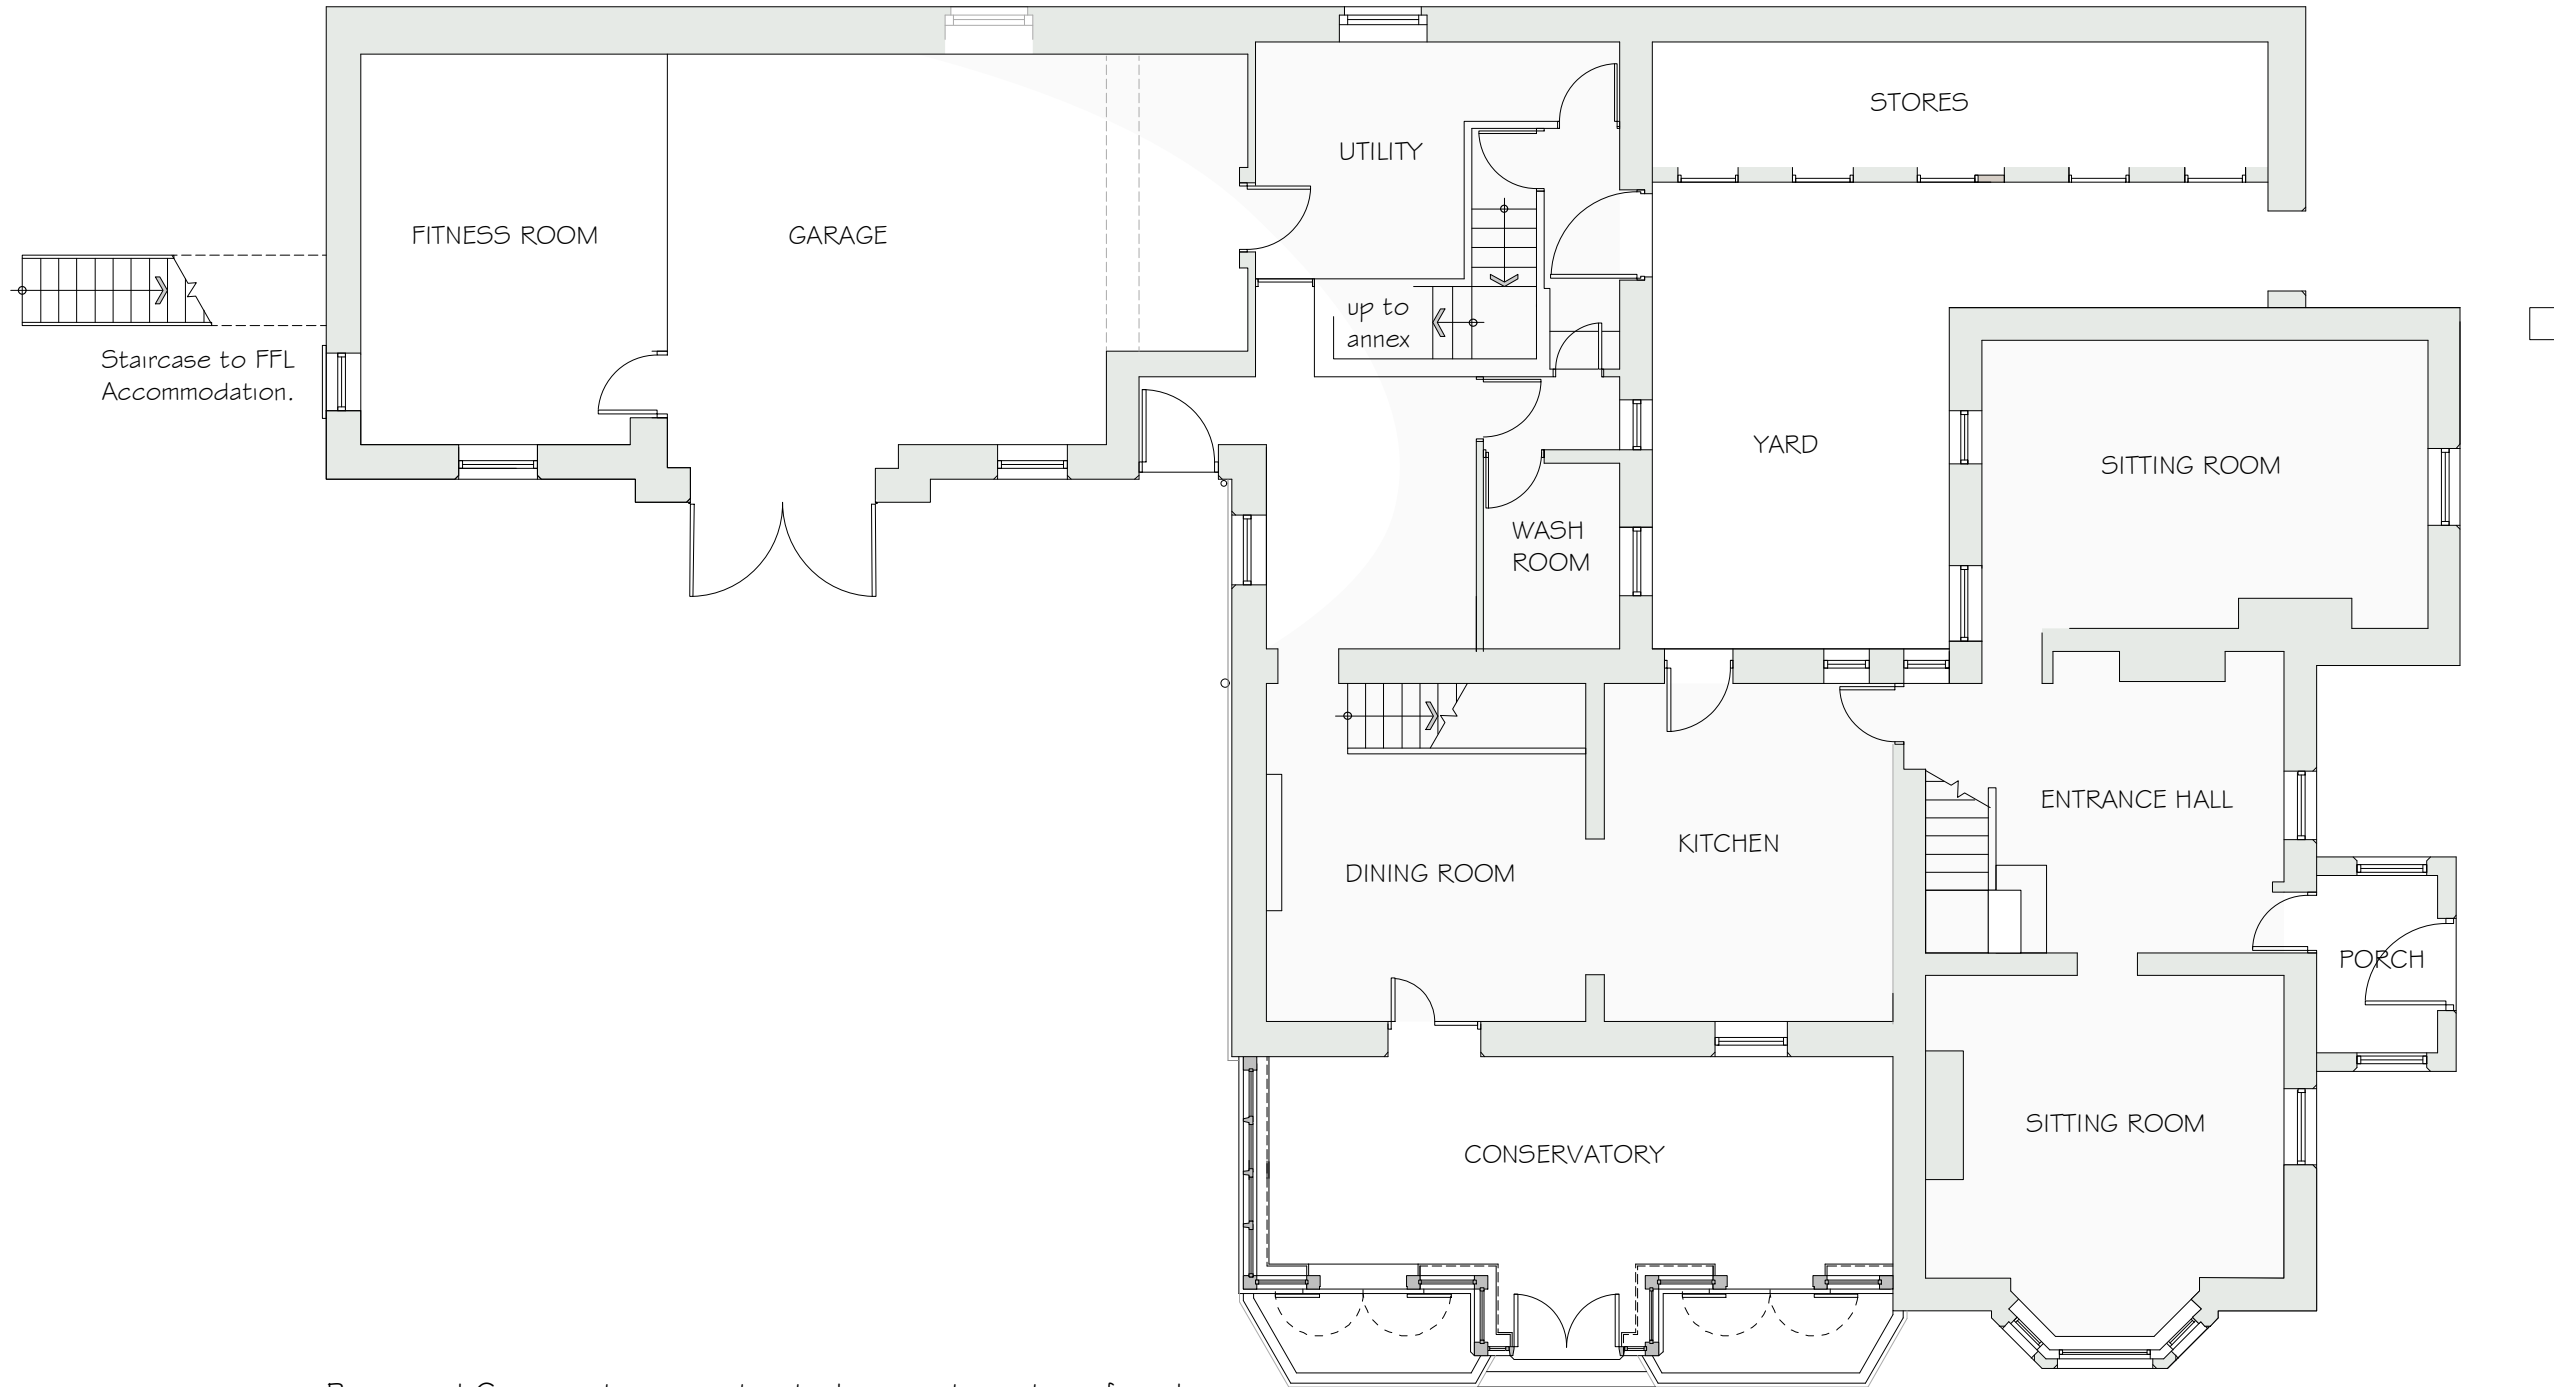 STORES
UTILITY
FITNESS ROOM
GARAGE
up to
annex
Staircase to FFL
Accommodation.
YARD
SITTING ROOM
WASH
ROOM
ENTRANCE HALL
KITCHEN
DINING ROOM
PORCH
SITTING ROOM
CONSERVATORY